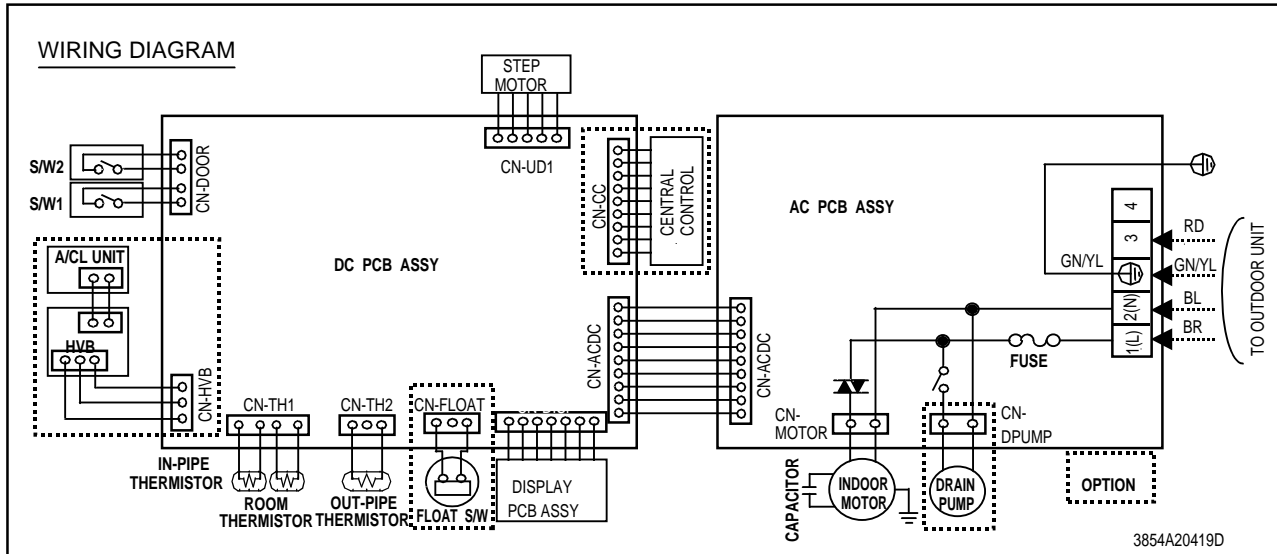 WIRING DIAGRAM
STEP
MOTOR
CN-UD1
S/W2
S/W1
CN-DOOR
A/CL UNIT
HVB
CN-HVB
DC PCB ASSY
CN-CC
CENTRAL
CONTROL
CN-ACDC
CN-TH1
CN-TH2
CN-FLOAT
IN-PIPE
THERMISTOR
ROOM
THERMISTOR
OUT-PIPE
THERMISTOR
FLOAT S/W
DISPLAY
PCB ASSY
CN-ACDC
AC PCB ASSY
GN/YL
4
3
2(N)
1(L)
RD
GN/YL
BL
BR
TO OUTDOOR UNIT
FUSE
CN-
MOTOR
CN-
DPUMP
CAPACITOR
INDOOR
MOTOR
DRAIN
PUMP
OPTION
3854A20419D